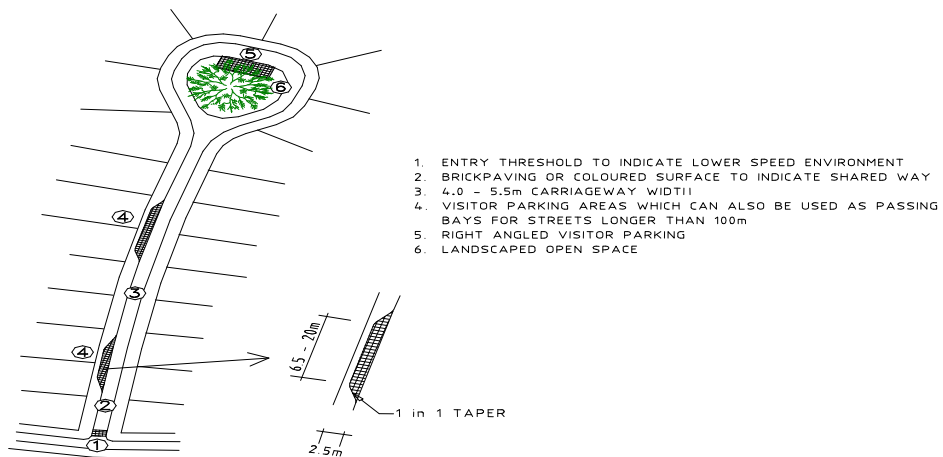 5
6
1. ENTRY THRESHOLD TO INDICATE LOWER SPEED ENVIRONMENT
2. BRICKPAVING OR COLOURED SURFACE TO INDICATE SHARED WAY
3. 4.0 - 5.5m CARRIAGEWAY WIDTH
4. VISITOR PARKING AREAS WHICH CAN ALSO BE USED AS PASSING
BAYS FOR STREETS LONGER THAN 100m
5. RIGHT ANGLED VISITOR PARKING
6. LANDSCAPED OPEN SPACE
4
3
4
6.5 - 20m
2
1 in 1 TAPER
1
2.5m